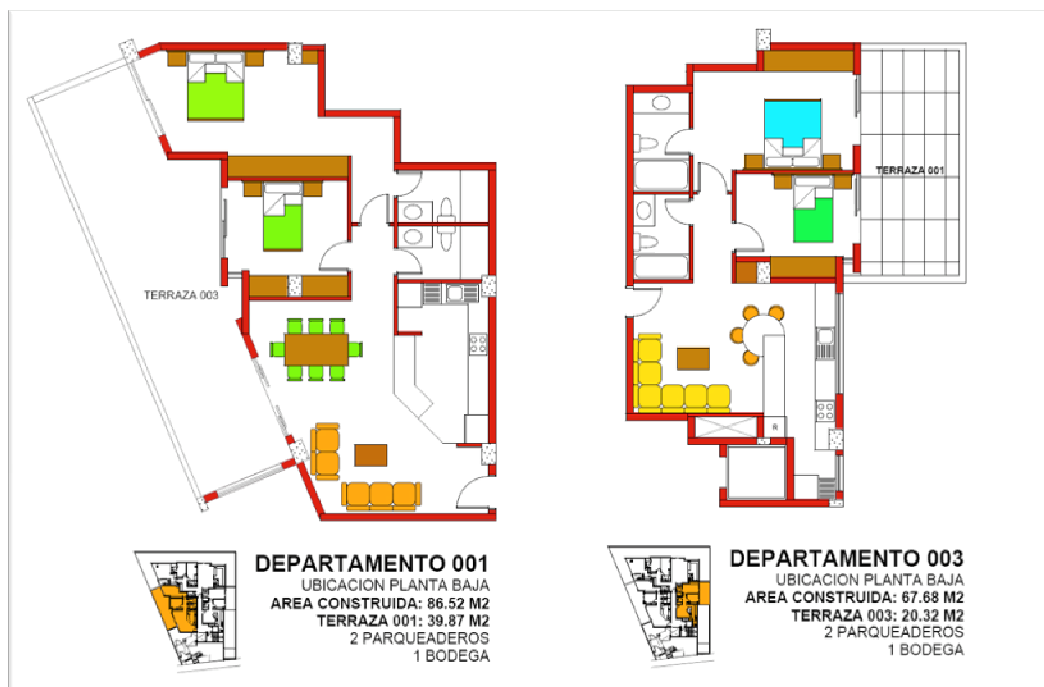 TERRAZA 003
DEPARTAMENTO 001
UBICACION PLANTA BAJA
AREA CONSTRUIDA: 86.52 M2
TERRAZA 001: 39.87 M2
2 PARQUEADEROS
1 BODEGA
TERRAZA 001
R
DEPARTAMENTO 003
UBICACION PLANTA BAJA
AREA CONSTRUIDA: 67.68 M2
TERRAZA 003: 20.32 M2
2 PARQUEADEROS
1 BODEGA